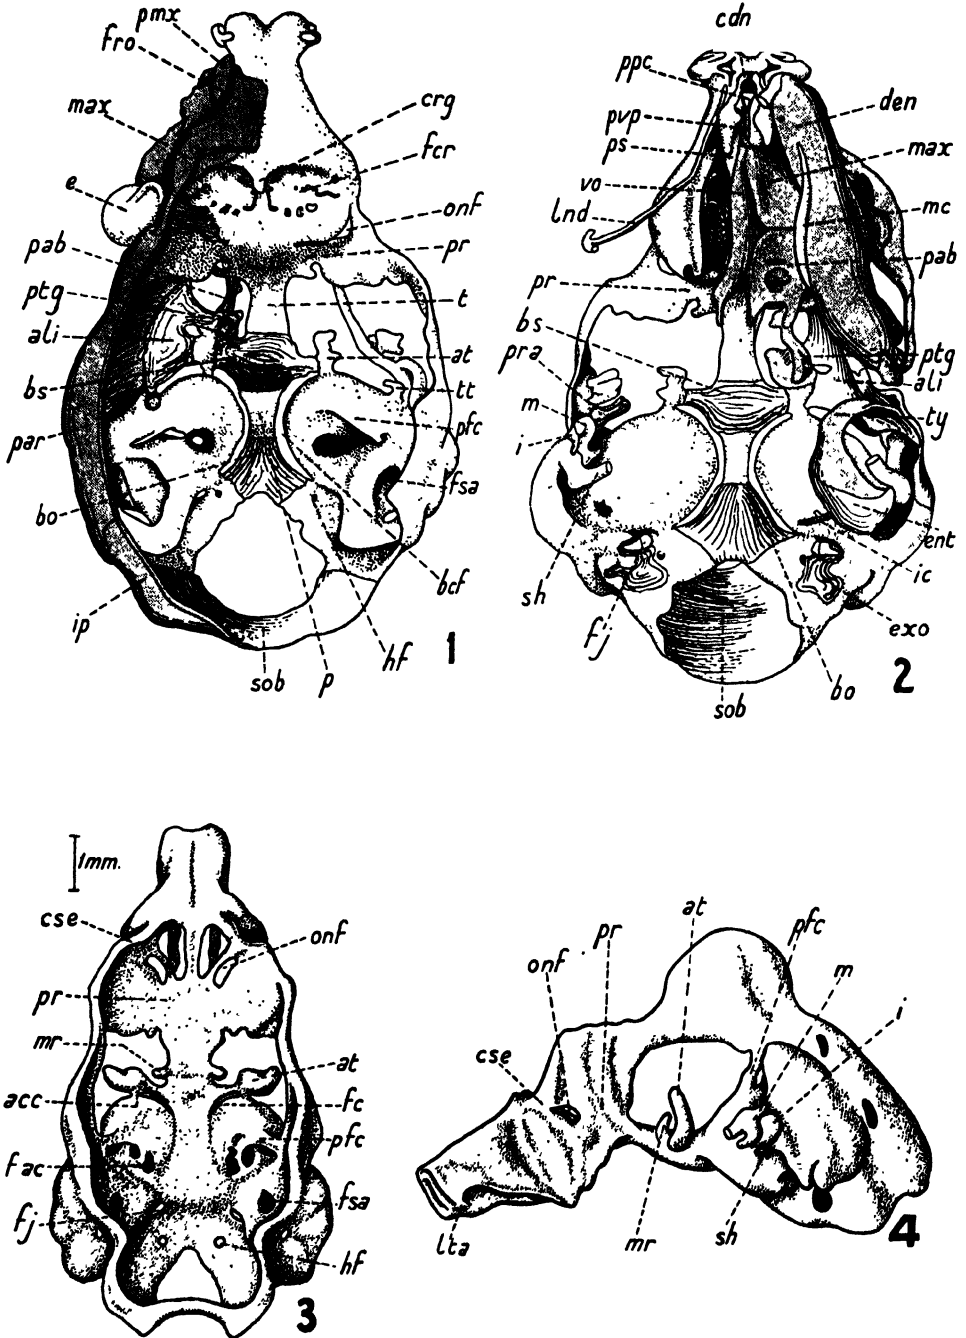 pmx
fro
max
e
pab
ptg
ali
bs
par
bo
ip
sob
p
hf
bcf
fsa
pfc
tt
at
t
pr
onf
fcr
crg
1
cdn
ppc
pvp
ps
vo
lnd
pr
bs
pra
m
i
sh
fj
sob
bo
exo
ic
ent
ty
ali
ptg
pab
mc
max
den
2
1mm.
cse
pr
mr
acc
fac
fj
onf
at
fc
pfc
fsa
hf
3
at
pr
onf
cse
pfc
m
i
lta
mr
sh
4